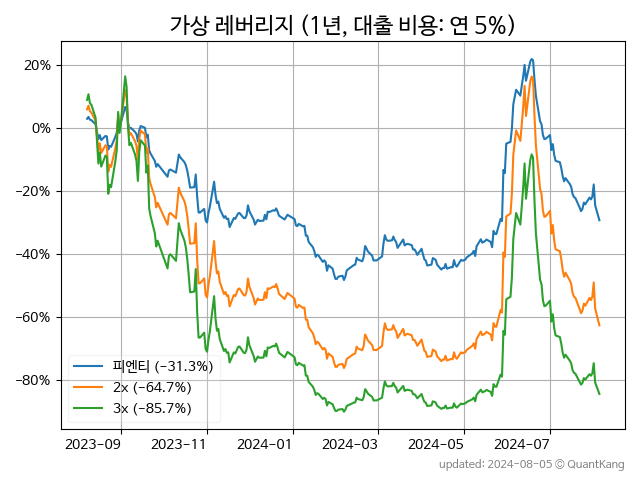 가상 레버리지 (1년, 대출 비용: 연 5%)
20%
0%
−20%
−40%
−60%
−80%
피엔티 (−31.3%)
2x (−64.7%)
3x (−85.7%)
2023-09 2023-11 2024-01 2024-03 2024-05 2024-07
updated: 2024-08-05 © QuantKang